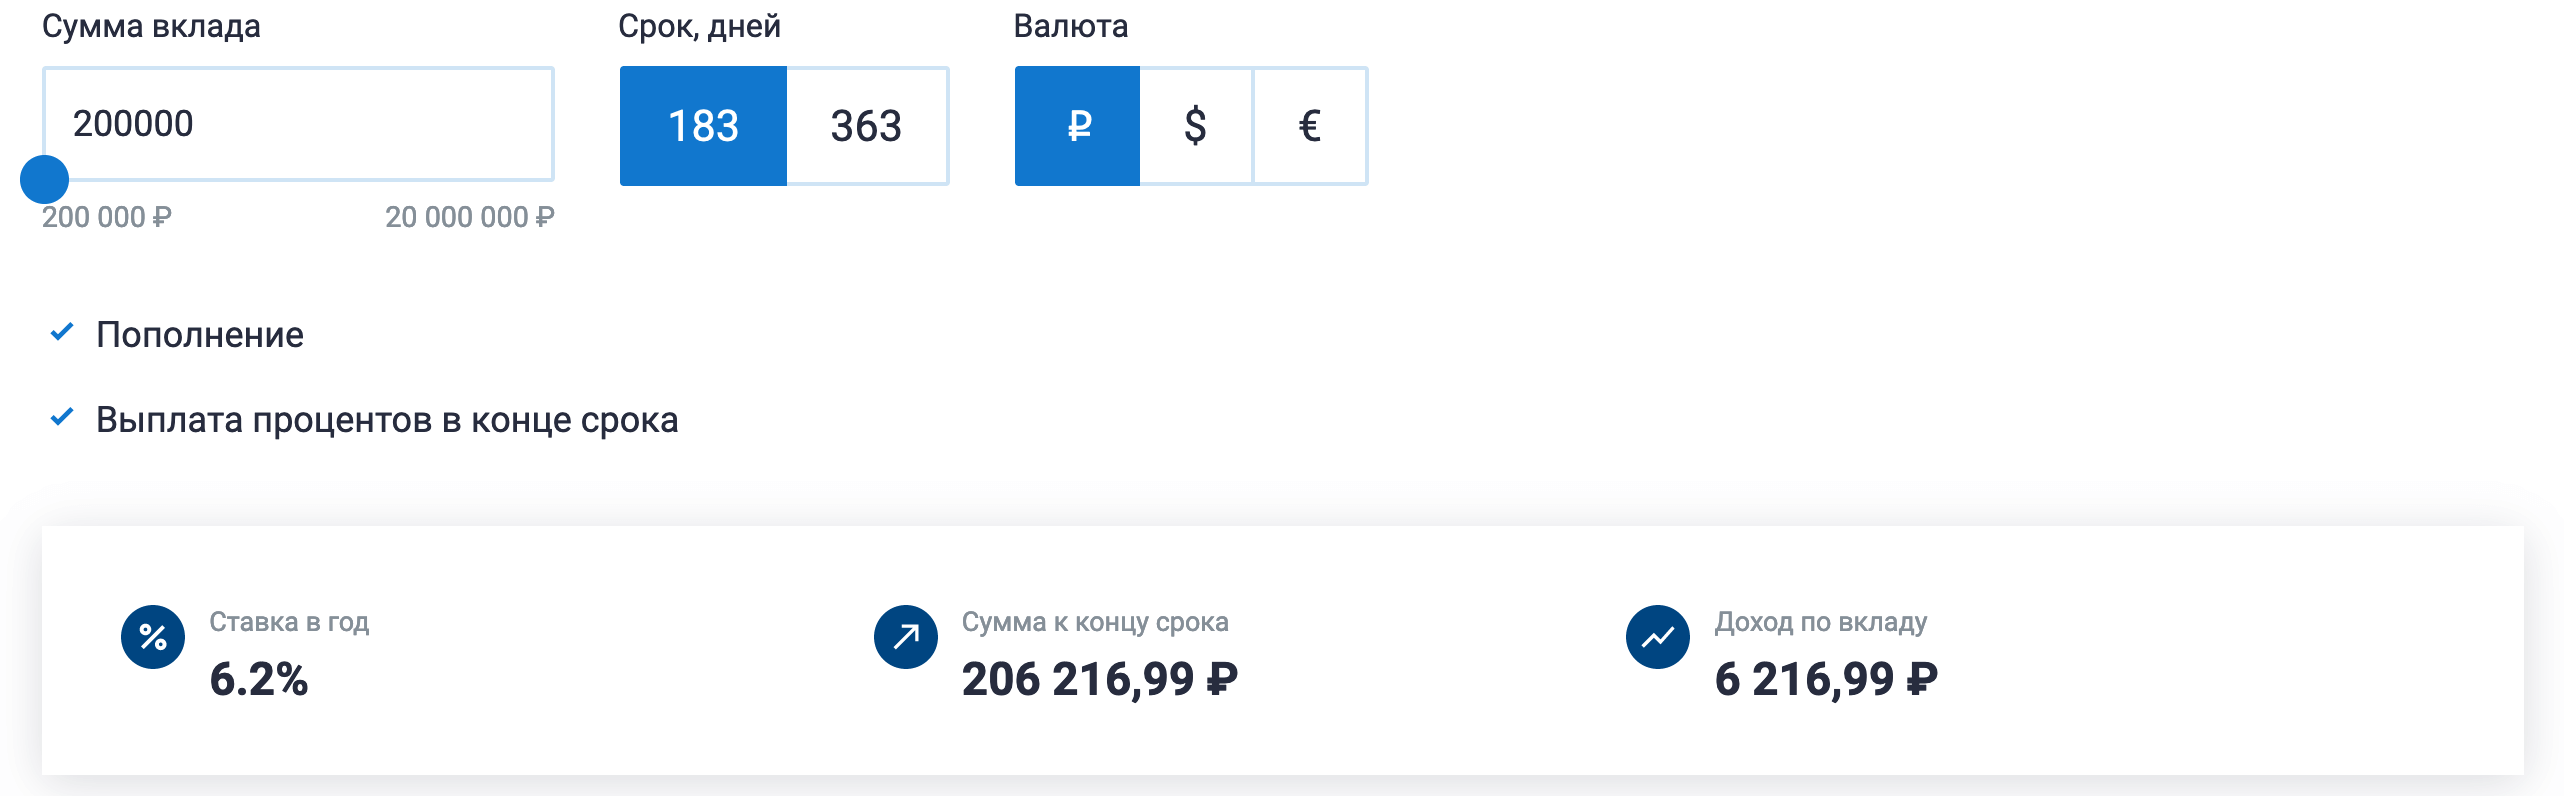 Сумма вклада
Срок, дней
Валюта
200000
183
363
₽
$
€
200 000 ₽
20 000 000 ₽
Пополнение
Выплата процентов в конце срока
Ставка в год
6.2%
Сумма к концу срока
206 216,99 ₽
Доход по вкладу
6 216,99 ₽